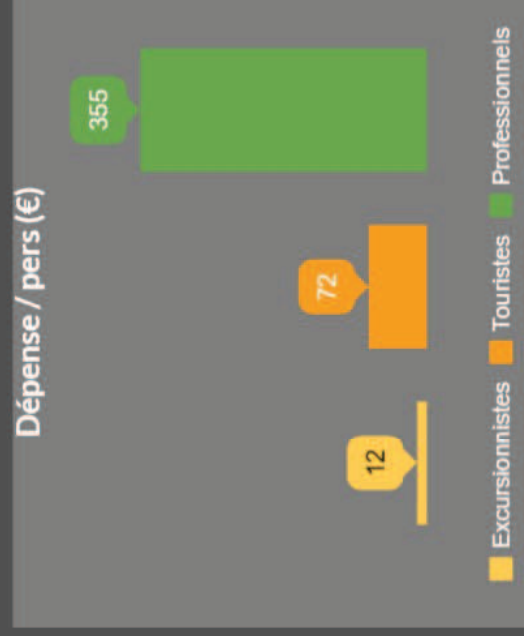 Dépense / pers (€)
355
72
12
Excursionnistes
Touristes
Professionnels